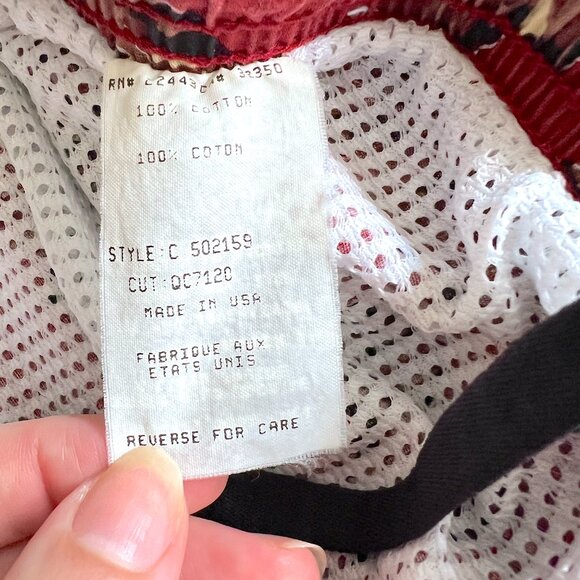 RN#
100% COTTON
100% COTON
STYLE:C 502159
CUT:QC7120
MADE IN USA
FABRIQUE AUX
ETATS UNIS
REVERSE FOR CARE